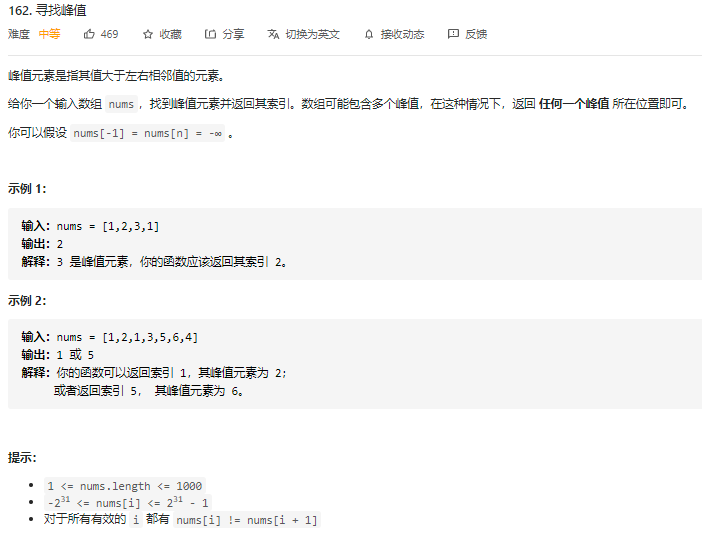 162. 寻找峰值
难度 中等 469 收藏 分享 切换为英文 接收动态 反馈
峰值元素是指其值大于左右相邻值的元素。
给你一个输入数组 nums，找到峰值元素并返回其索引。数组可能包含多个峰值，在这种情况下，返回 任何一个峰值 所在位置即可。
你可以假设 nums[-1] = nums[n] = -∞ 。
示例 1：
输入：nums = [1,2,3,1]
输出：2
解释：3 是峰值元素，你的函数应该返回其索引 2。
示例 2：
输入：nums = [1,2,1,3,5,6,4]
输出：1 或 5
解释：你的函数可以返回索引 1，其峰值元素为 2；
或者返回索引 5， 其峰值元素为 6。
提示：
1 <= nums.length <= 1000
-2³¹ <= nums[i] <= 2³¹ - 1
对于所有有效的 i 都有 nums[i] != nums[i + 1]